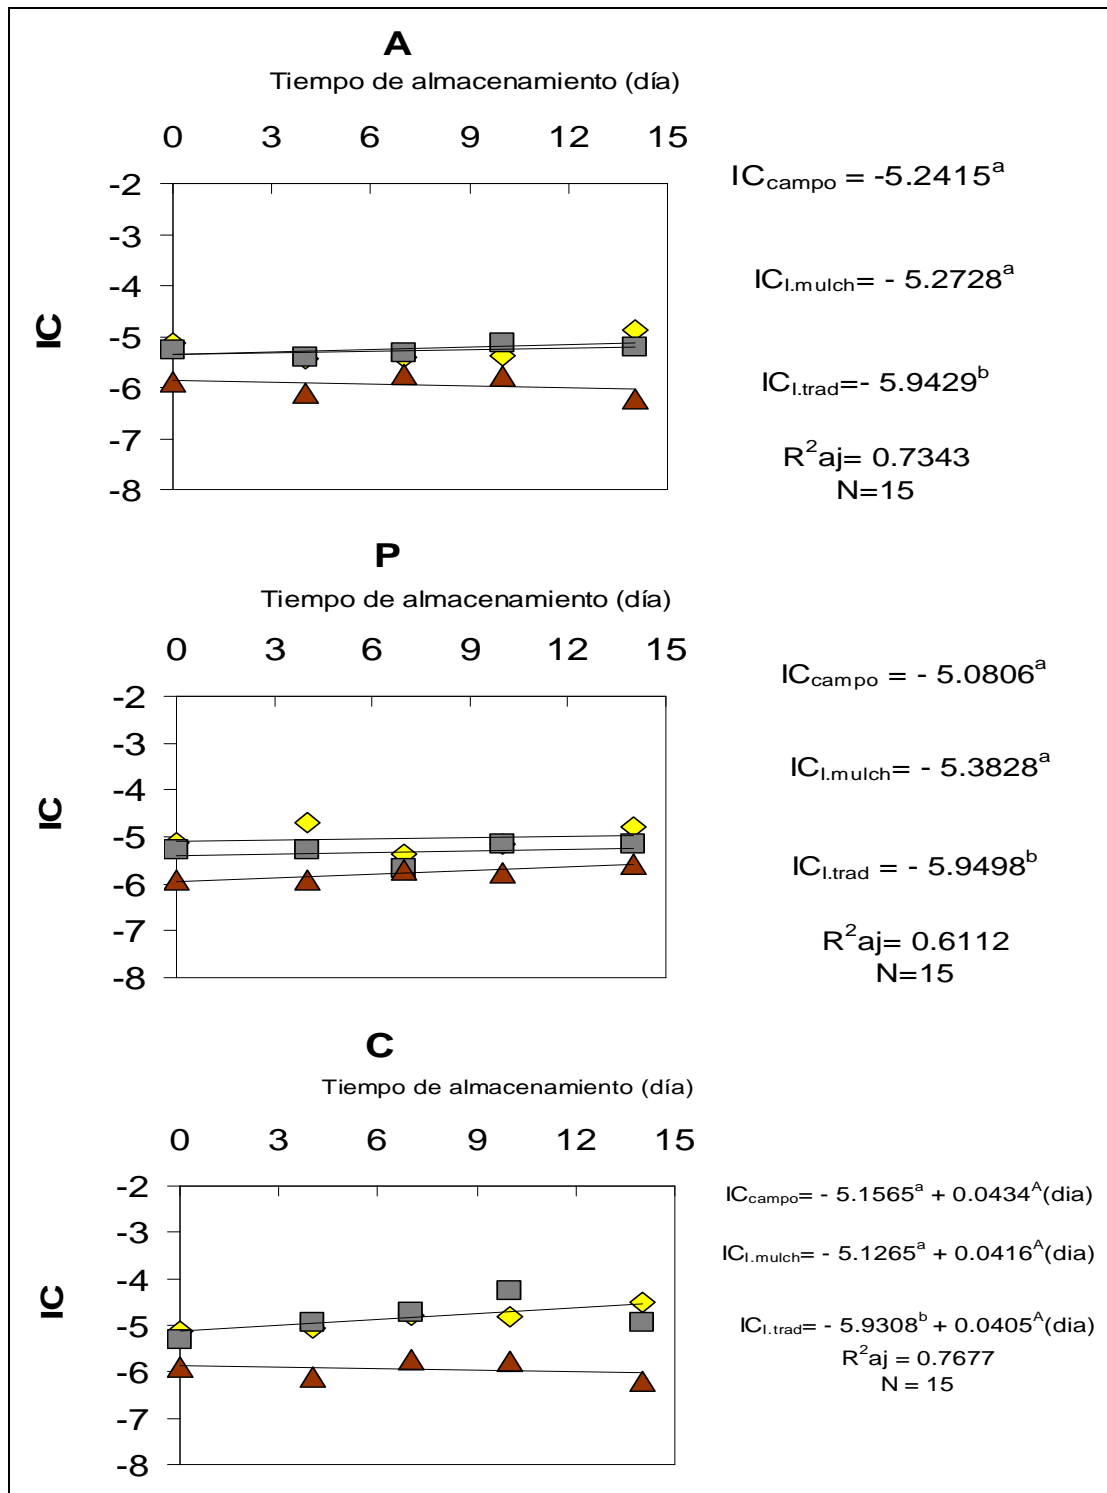 A
Tiempo de almacenamiento (día)
0 3 6 9 12 15
-2
-3
-4
-5
-6
-7
-8
IC
ICcampo = -5.2415ª
ICl.mulch= - 5.2728ª
ICl.trad=- 5.9429ᵇ
R²aj= 0.7343
N=15
P
Tiempo de almacenamiento (día)
0 3 6 9 12 15
-2
-3
-4
-5
-6
-7
-8
IC
ICcampo = - 5.0806ª
ICl.mulch= - 5.3828ª
ICl.trad = - 5.9498ᵇ
R²aj= 0.6112
N=15
C
Tiempo de almacenamiento (día)
0 3 6 9 12 15
-2
-3
-4
-5
-6
-7
-8
IC
ICcampo= - 5.1565ª + 0.0434ᴬ(dia)
ICl.mulch= - 5.1265ª + 0.0416ᴬ(dia)
ICl.trad= - 5.9308ᵇ + 0.0405ᴬ(dia)
R²aj = 0.7677
N = 15